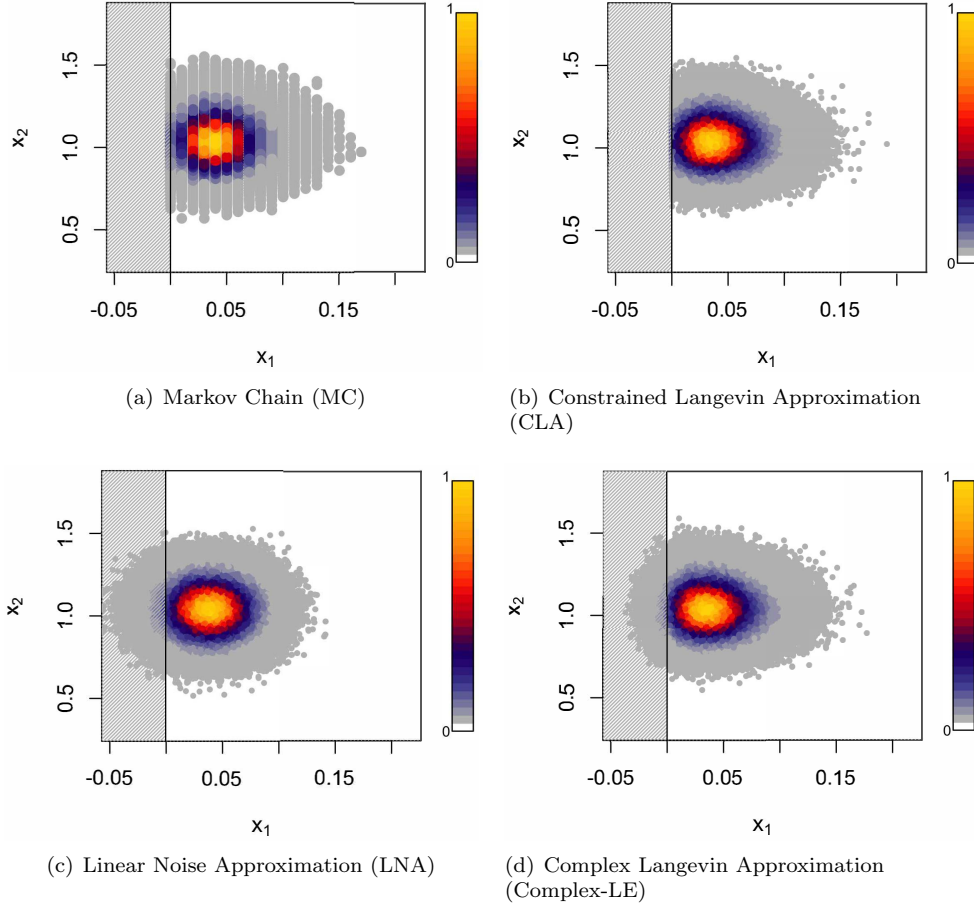 1
1.5
1.0
0.5
x2
0
-0.05
0.05
0.15
x1
(a) Markov Chain (MC)
1
1.5
1.0
0.5
x2
0
-0.05
0.05
0.15
x1
(b) Constrained Langevin Approximation
(CLA)
1
1.5
1.0
0.5
x2
0
-0.05
0.05
0.15
x1
(c) Linear Noise Approximation (LNA)
1
1.5
1.0
0.5
x2
0
-0.05
0.05
0.15
x1
(d) Complex Langevin Approximation
(Complex-LE)